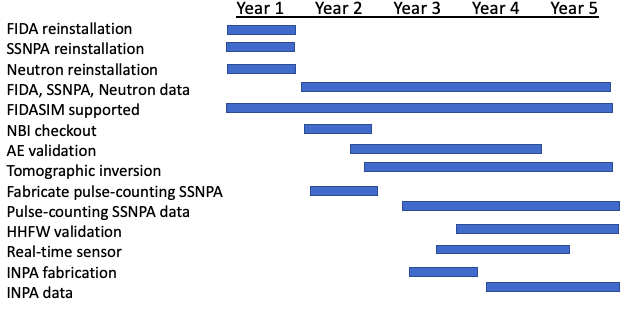 Year 1 Year 2 Year 3 Year 4 Year 5
FIDA reinstallation
SSNPA reinstallation
Neutron reinstallation
FIDA, SSNPA, Neutron data
FIDASIM supported
NBI checkout
AE validation
Tomographic inversion
Fabricate pulse-counting SSNPA
Pulse-counting SSNPA data
HHFW validation
Real-time sensor
INPA fabrication
INPA data